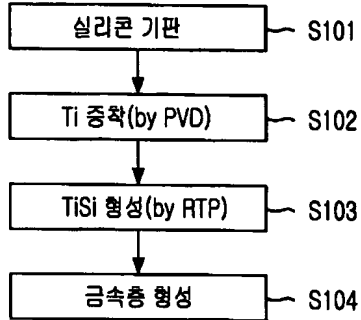 실리콘 기판 S101
Ti 증착(by PVD) S102
TiSi 형성(by RTP) S103
금속층 형성 S104